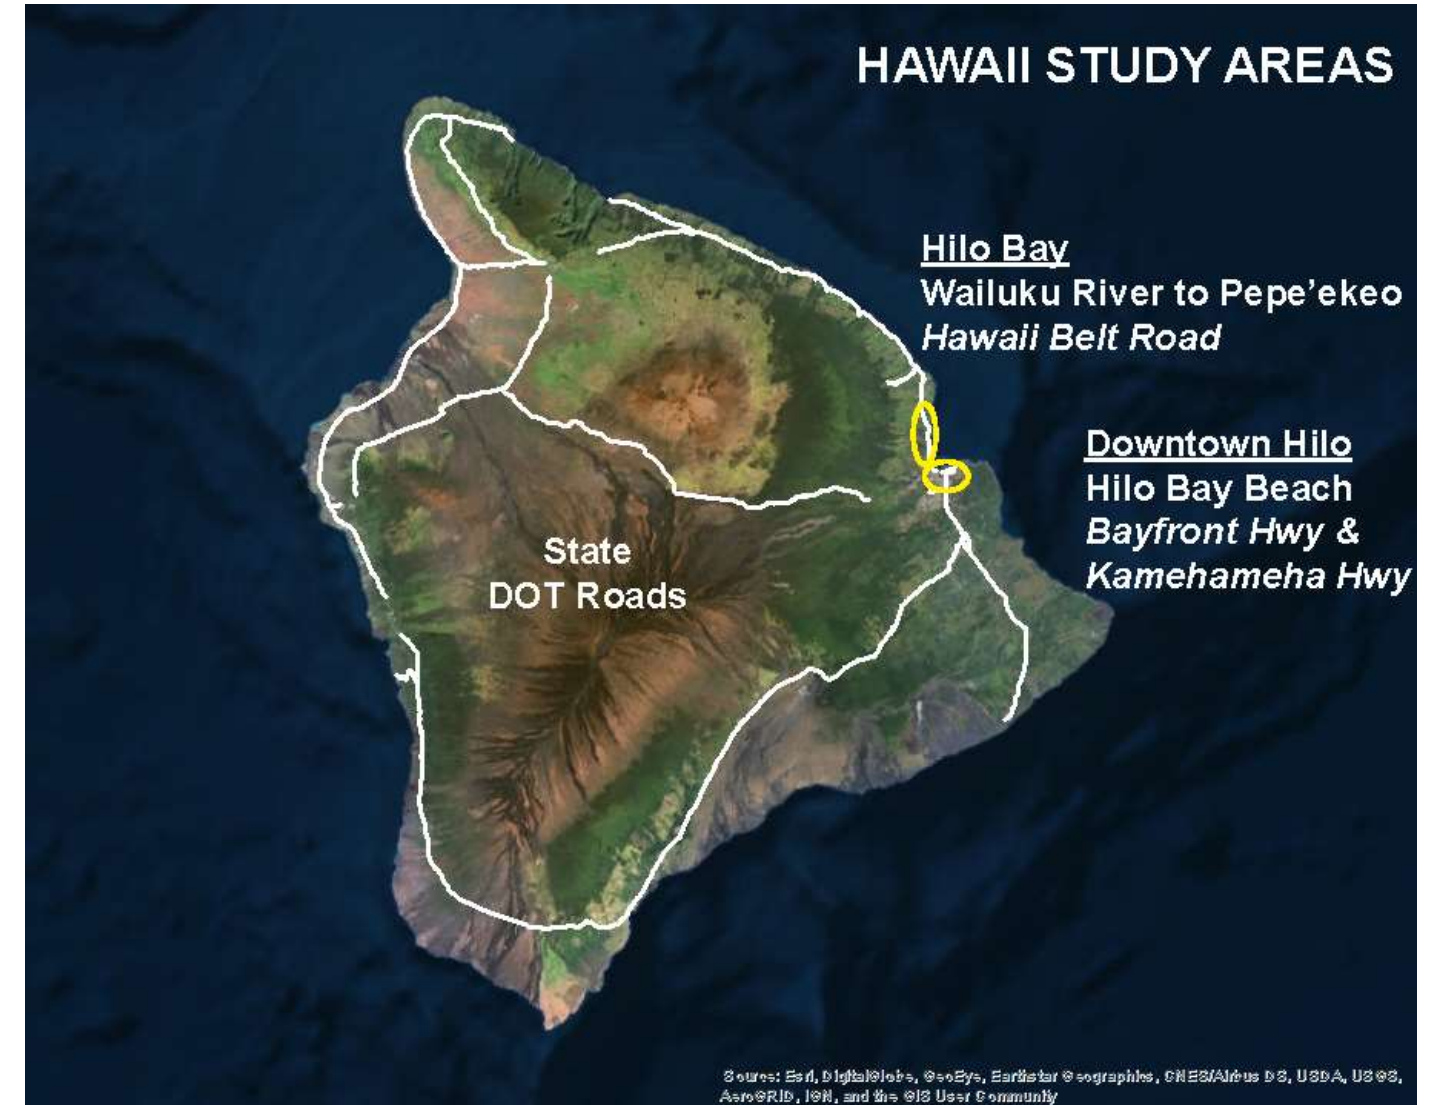 HAWAII STUDY AREAS
Hilo Bay
Wailuku River to Pepe’ekeo
Hawaii Belt Road
Downtown Hilo
Hilo Bay Beach
Bayfront Hwy &
Kamehameha Hwy
State
DOT Roads
Source: Esri, DigitalGlobe, GeoEye, Earthstar Geographics, CNES/Airbus DS, USDA, USGS,
AeroGRID, IGN, and the GIS User Community